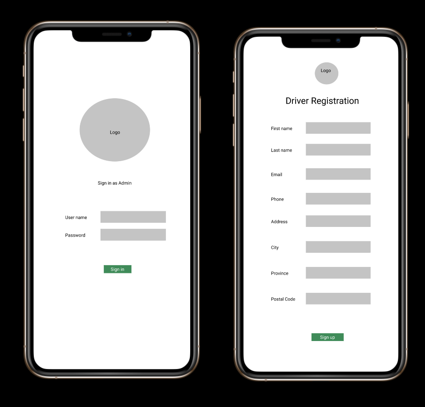 Logo
Sign in as Admin
User name
Password
Sign in
Logo
Driver Registration
First name
Last name
Email
Phone
Address
City
Province
Postal Code
Sign up